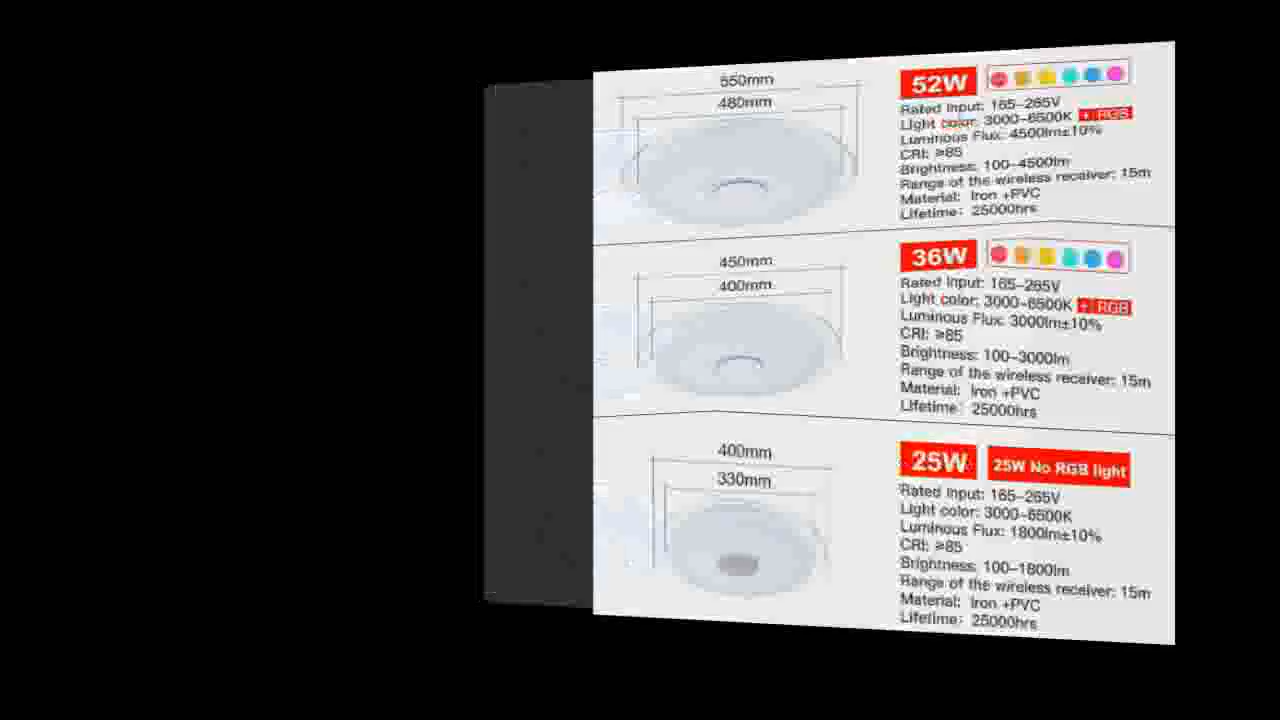 550mm
480mm
52W
Rated Input: 165–265V
Light color: 3000–6500K + RGB
Luminous Flux: 4500lm±10%
CRI: ≥85
Brightness: 100–4500lm
Range of the wireless receiver: 15m
Material: Iron +PVC
Lifetime: 25000hrs
450mm
400mm
36W
Rated Input: 165–265V
Light color: 3000–6500K + RGB
Luminous Flux: 3000lm±10%
CRI: ≥85
Brightness: 100–3000lm
Range of the wireless receiver: 15m
Material: Iron +PVC
Lifetime: 25000hrs
400mm
330mm
25W 25W No RGB light
Rated Input: 165–265V
Light color: 3000–6500K
Luminous Flux: 1800lm±10%
CRI: ≥85
Brightness: 100–1800lm
Range of the wireless receiver: 15m
Material: Iron +PVC
Lifetime: 25000hrs